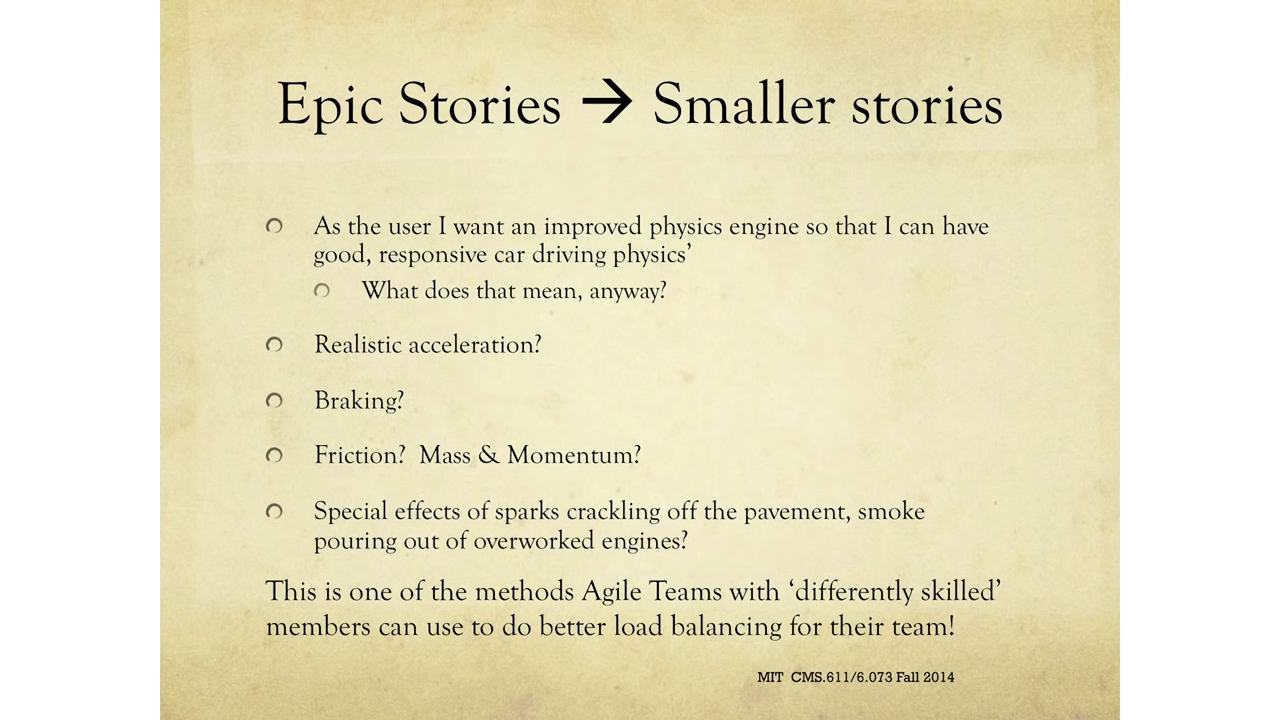 Epic Stories → Smaller stories
As the user I want an improved physics engine so that I can have
good, responsive car driving physics’
What does that mean, anyway?
Realistic acceleration?
Braking?
Friction?  Mass & Momentum?
Special effects of sparks crackling off the pavement, smoke
pouring out of overworked engines?
This is one of the methods Agile Teams with ‘differently skilled’
members can use to do better load balancing for their team!
MIT  CMS.611/6.073 Fall 2014